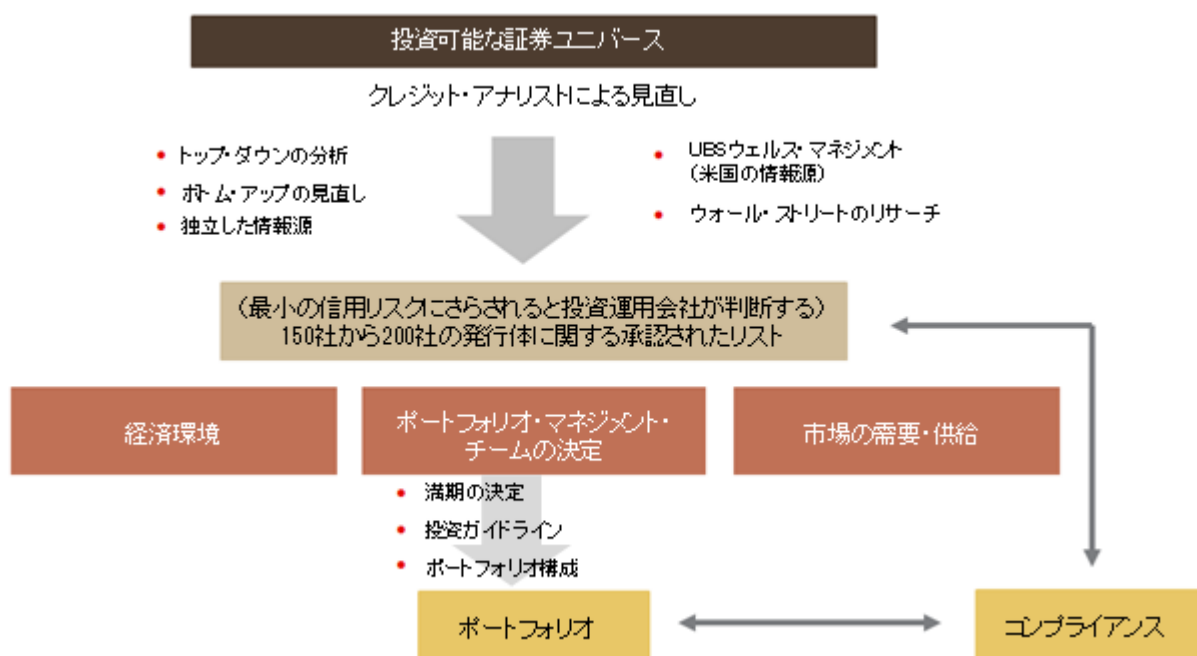 投資可能な証券ユニバース
クレジット・アナリストによる見直し
トップ・ダウンの分析
ボトム・アップの見直し
独立した情報源
UBSウェルス・マネジメント
（米国の情報源）
ウォール・ストリートのリサーチ
（最小の信用リスクにさらされると投資運用会社が判断する）
150社から200社の発行体に関する承認されたリスト
経済環境
ポートフォリオ・マネジメント・
チームの決定
市場の需要・供給
満期の決定
投資ガイドライン
ポートフォリオ構成
ポートフォリオ
コンプライアンス